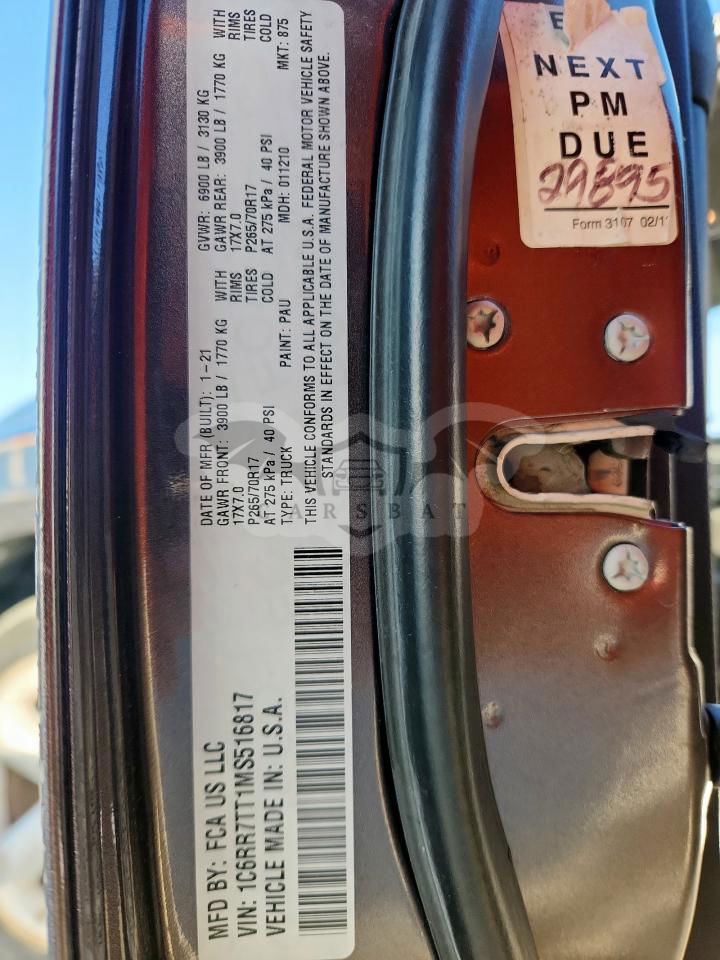 MFD BY: FCA US LLC
VIN: 1C6RR7TT1MS516817
VEHICLE MADE IN: U.S.A.
DATE OF MFR (BUILT): 1-21
GVWR: 6900 LB / 3130 KG
GAWR FRONT: 3900 LB / 1770 KG WITH
GAWR REAR: 3900 LB / 1770 KG WITH
17X7.0 RIMS
17X7.0 RIMS
P265/70R17 TIRES
P265/70R17 TIRES
AT 275 kPa / 40 PSI COLD
AT 275 kPa / 40 PSI COLD
TYPE: TRUCK PAINT: PAU MDH: 011210 MKT: 875
THIS VEHICLE CONFORMS TO ALL APPLICABLE U.S.A. FEDERAL MOTOR VEHICLE SAFETY
STANDARDS IN EFFECT ON THE DATE OF MANUFACTURE SHOWN ABOVE.
NEXT
PM
DUE
29895
Form 3107 02/1
ARSBAT